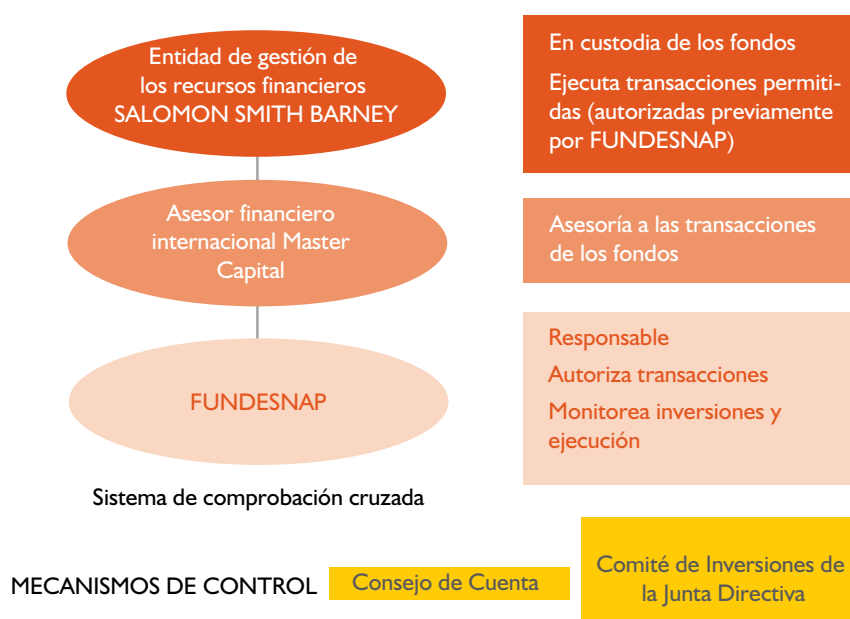 Entidad de gestión de
los recursos financieros
SALOMON SMITH BARNEY
En custodia de los fondos
Ejecuta transacciones permiti-
das (autorizadas previamente
por FUNDESNAP)
Asesor financiero
internacional Master
Capital
Asesoría a las transacciones
de los fondos
FUNDESNAP
Responsable
Autoriza transacciones
Monitorea inversiones y
ejecución
Sistema de comprobación cruzada
MECANISMOS DE CONTROL
Consejo de Cuenta
Comité de Inversiones de
la Junta Directiva